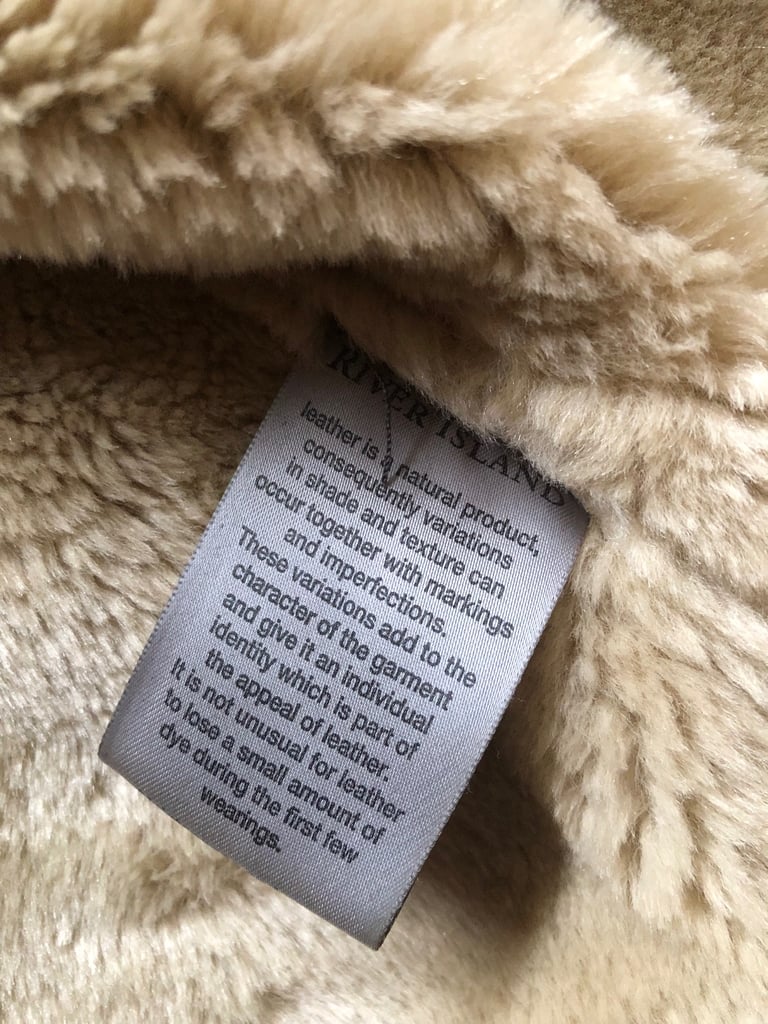 RIVER ISLAND
leather is a natural product,
consequently variations
in shade and texture can
occur together with markings
and imperfections.
These variations add to the
character of the garment
and give it an individual
identity which is part of
the appeal of leather.
It is not unusual for leather
to lose a small amount of
dye during the first few
wearings.